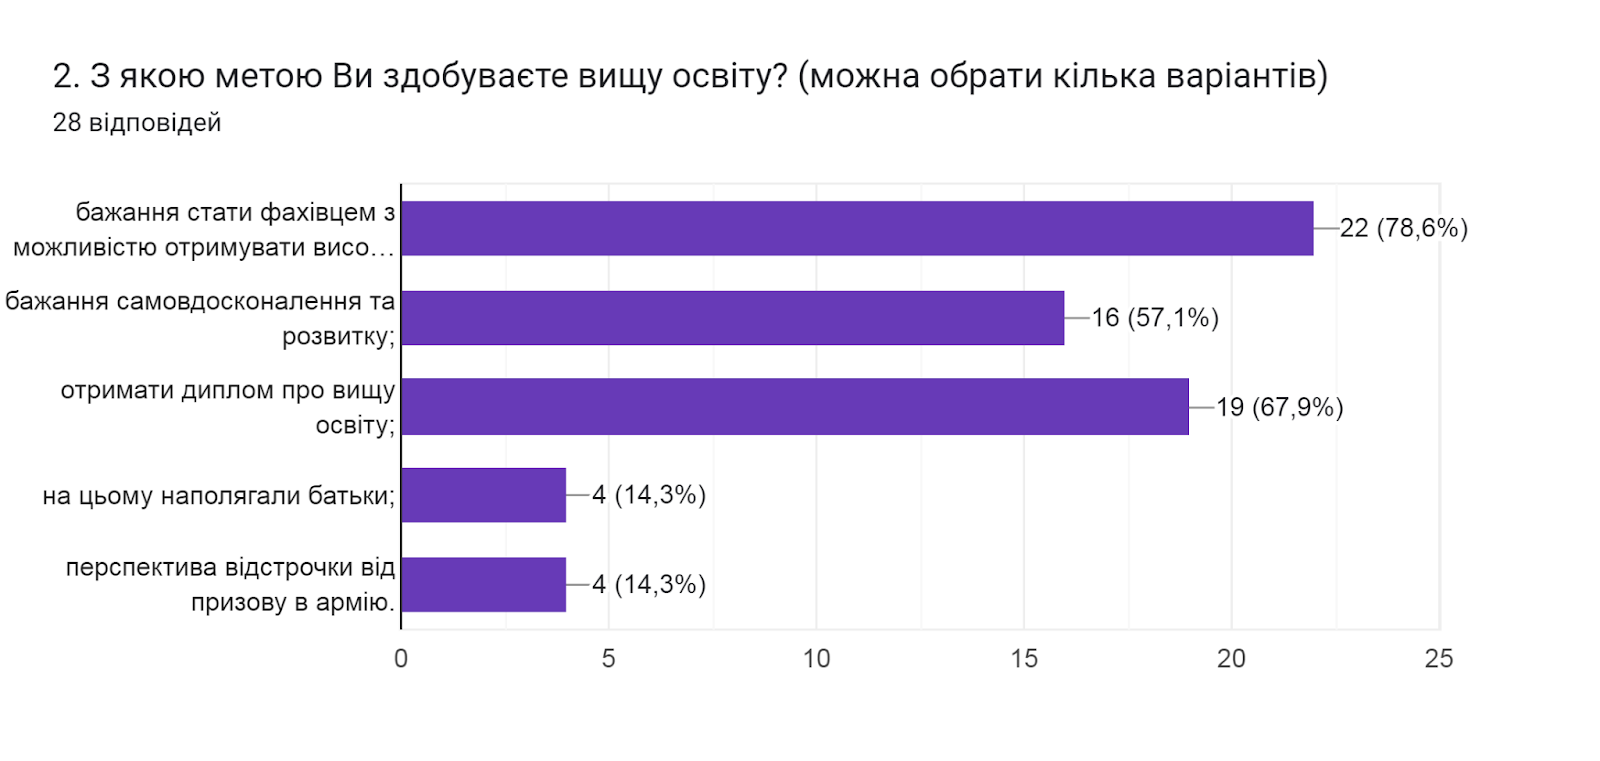 2. З якою метою Ви здобуваєте вищу освіту? (можна обрати кілька варіантів)
28 відповідей
бажання стати фахівцем з
можливістю отримувати висо…
22 (78,6%)
бажання самовдосконалення та
розвитку;
16 (57,1%)
отримати диплом про вищу
освіту;
19 (67,9%)
на цьому наполягали батьки;
4 (14,3%)
перспектива відстрочки від
призову в армію.
4 (14,3%)
0 5 10 15 20 25